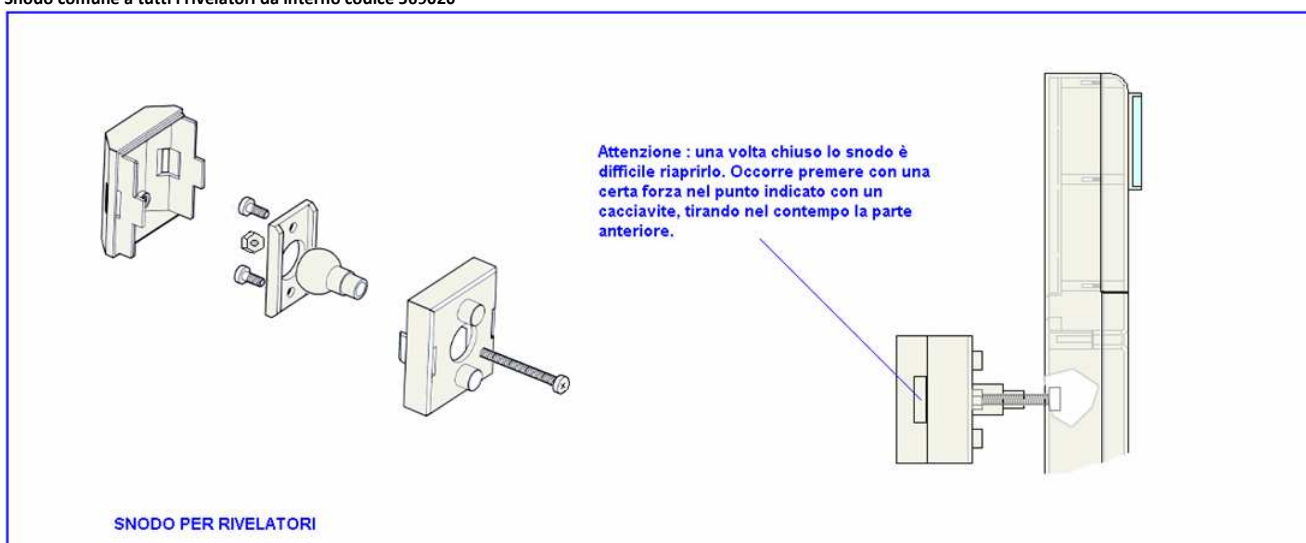 Snodo comune a tutti i rivelatori da interno codice 305020
Attenzione : una volta chiuso lo snodo è
difficile riaprirlo. Occorre premere con una
certa forza nel punto indicato con un
cacciavite, tirando nel contempo la parte
anteriore.
SNODO PER RIVELATORI